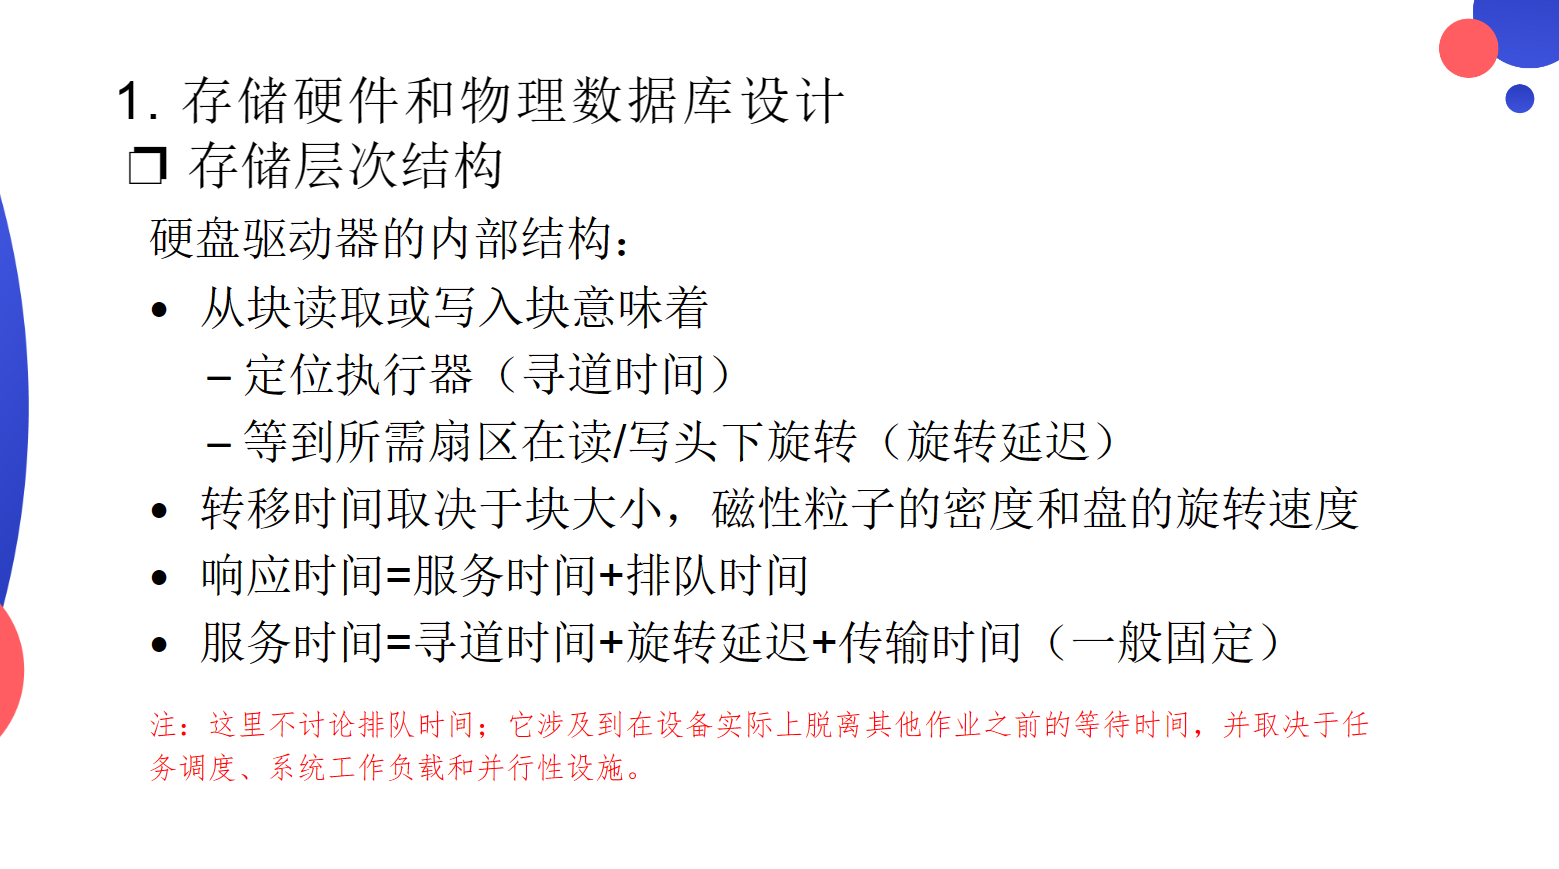 1. 存储硬件和物理数据库设计
❐ 存储层次结构
硬盘驱动器的内部结构：
• 从块读取或写入块意味着
– 定位执行器（寻道时间）
– 等到所需扇区在读/写头下旋转（旋转延迟）
• 转移时间取决于块大小，磁性粒子的密度和盘的旋转速度
• 响应时间=服务时间+排队时间
• 服务时间=寻道时间+旋转延迟+传输时间（一般固定）
注：这里不讨论排队时间；它涉及到在设备实际上脱离其他作业之前的等待时间，并取决于任
务调度、系统工作负载和并行性设施。